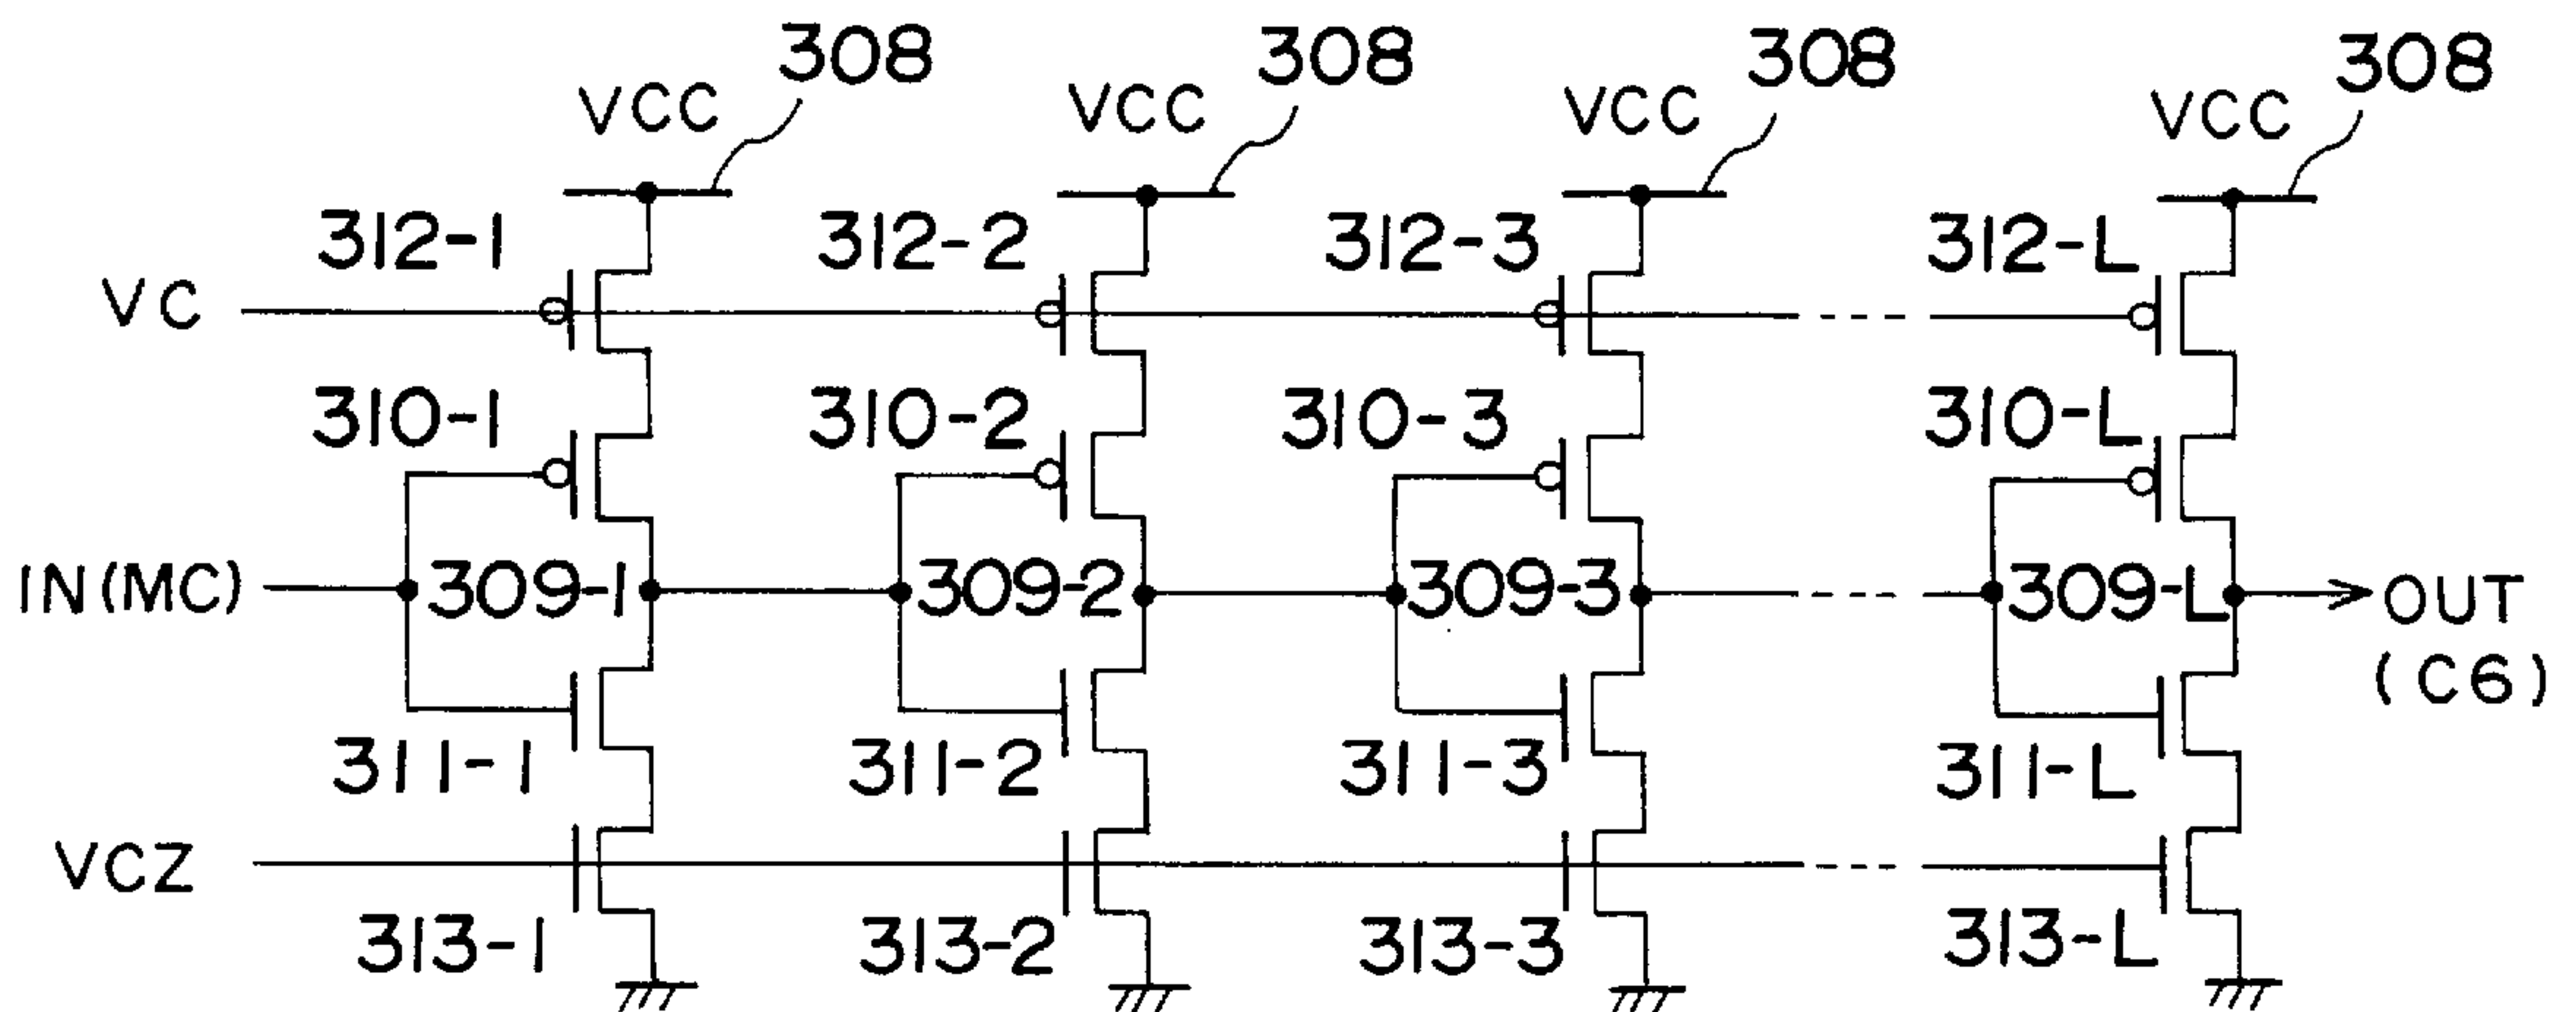 308 308 308 308
VCC VCC VCC VCC
312-1 312-2 312-3 312-L
VC
310-1 310-2 310-3 310-L
IN(MC) 309-1 309-2 309-3 309-L OUT
(C6)
311-1 311-2 311-3 311-L
VCZ
313-1 313-2 313-3 313-L